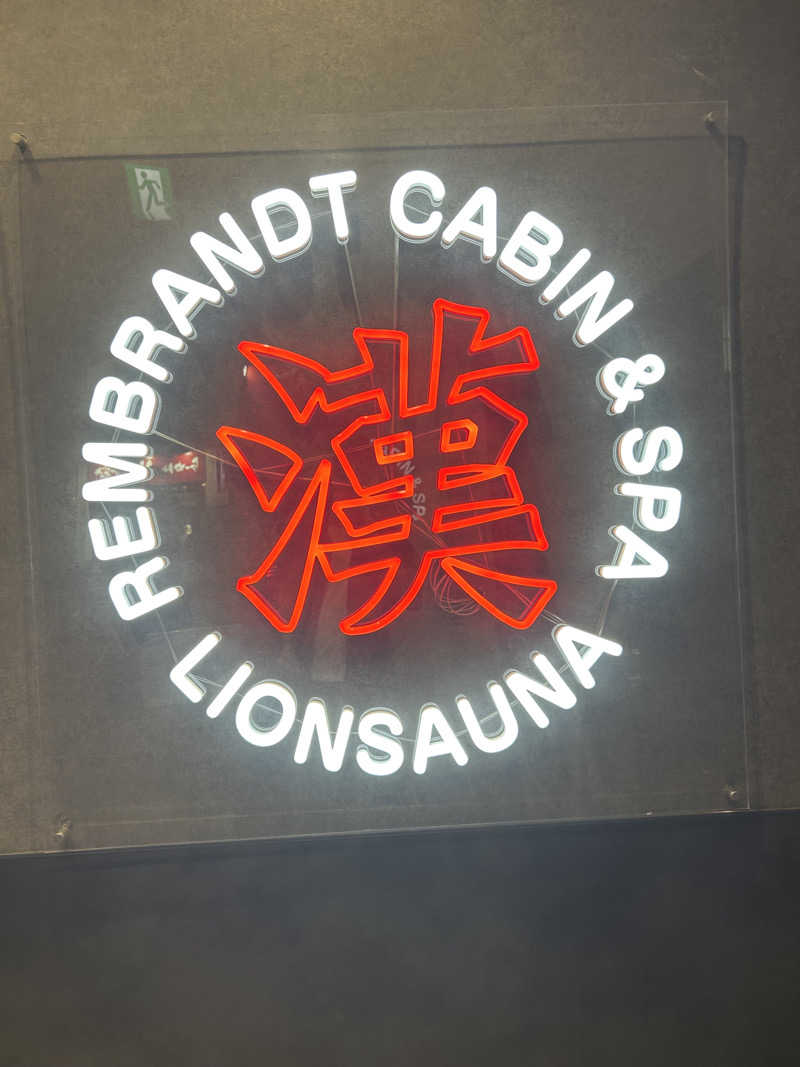 REMBRANDT CABIN & SPA
漢
LIONSAUNA